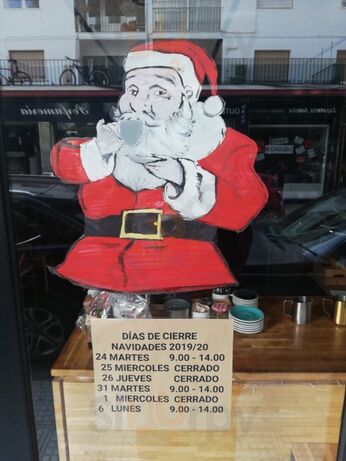 Perfumería
DÍAS DE CIERRE
NAVIDADES 2019/20
24 MARTES 9.00 - 14.00
25 MIERCOLES CERRADO
26 JUEVES CERRADO
31 MARTES 9.00 - 14.00
1 MIERCOLES CERRADO
6 LUNES 9.00 - 14.00